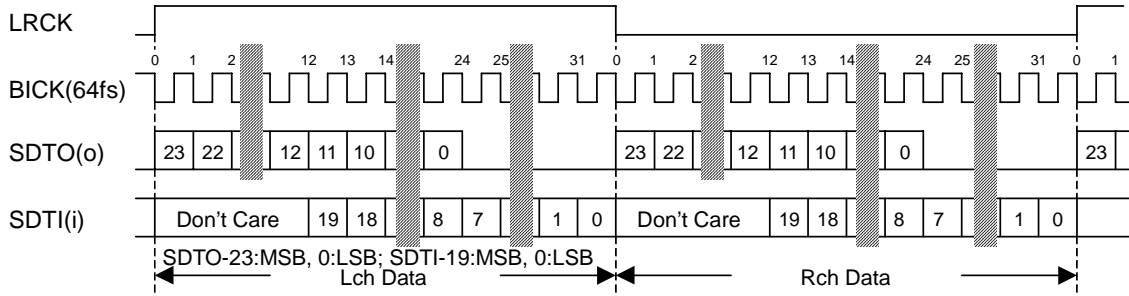 LRCK
0 1 2 12 13 14 24 25 31 0 1 2 12 13 14 24 25 31 0 1
BICK(64fs)
SDTO(o) 23 22 12 11 10 0 23 22 12 11 10 0 23
SDTI(i) Don't Care 19 18 8 7 1 0 Don't Care 19 18 8 7 1 0
SDTO-23:MSB, 0:LSB; SDTI-19:MSB, 0:LSB
Lch Data Rch Data